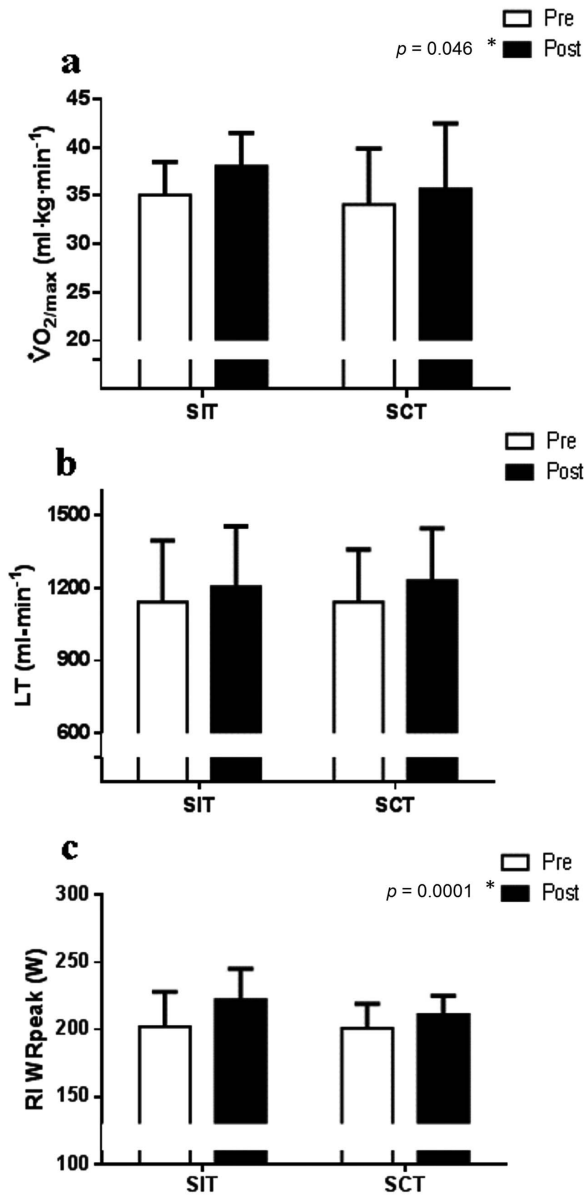 a
Pre
p = 0.046 * Post
V̇O2/max (ml·kg·min-1)
45
40
35
30
25
20
SIT
SCT
b
Pre
Post
LT (ml-min-1)
1500
1200
900
600
SIT
SCT
c
Pre
p = 0.0001 * Post
RI WRpeak (W)
300
250
200
150
100
SIT
SCT